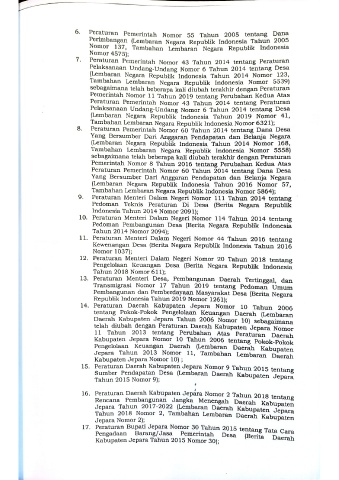 6. Peraturan Pemerintah Nomor 55 Tahun 2005 tentang Dana
Perimbangan (Lembaran Negara Republik Indonesia Tahun 2005
Nomor 137, Tambahan Lembaran Negara Republik Indonesia
Nomor 4575);
7. Peraturan Pemerintah Nomor 43 Tahun 2014 tentang Peraturan
Pelaksanaan Undang-Undang Nomor 6 Tahun 2014 tentang Desa
(Lembaran Negara Republik Indonesia Tahun 2014 Nomor 123,
Tambahan Lembaran Negara Republik Indonesia Nomor 5539)
sebagaimana telah beberapa kali diubah terakhir dengan Peraturan
Pemerintah Nomor 11 Tahun 2019 tentang Perubahan Kedua Atas
Peraturan Pemerintah Nomor 43 Tahun 2014 tentang Peraturan
Pelaksanaan Undang-Undang Nomor 6 Tahun 2014 tentang Desa
(Lembaran Negara Republik Indonesia Tahun 2019 Nomor 41,
Tambahan Lembaran Negara Republik Indonesia Nomor 6321);
8. Peraturan Pemerintah Nomor 60 Tahun 2014 tentang Dana Desa
Yang Bersumber Dari Anggaran Pendapatan dan Belanja Negara
(Lembaran Negara Republik Indonesia Tahun 2014 Nomor 168,
Tambahan Lembaran Negara Republik Indonesia Nomor 5558)
sebagaimana telah beberapa kali diubah terakhir dengan Peraturan
Pemerintah Nomor 8 Tahun 2016 tentang Perubahan Kedua Atas
Peraturan Pemerintah Nomor 60 Tahun 2014 tentang Dana Desa
Yang Bersumber Dari Anggaran Pendapatan dan Belanja Negara
(Lembaran Negara Republik Indonesia Tahun 2016 Nomor 57,
Tambahan Lembaran Negara Republik Indonesia Nomor 5864);
9. Peraturan Menteri Dalam Negeri Nomor 111 Tahun 2014 tentang
Pedoman Teknis Peraturan Di Desa (Berita Negara Republik
Indonesia Tahun 2014 Nomor 2091);
10. Peraturan Menteri Dalam Negeri Nomor 114 Tahun 2014 tentang
Pedoman Pembangunan Desa (Berita Negara Republik Indonesia
Tahun 2014 Nomor 2094);
11. Peraturan Menteri Dalam Negeri Nomor 44 Tahun 2016 tentang
Kewenangan Desa (Berita Negara Republik Indonesia Tahun 2016
Nomor 1037);
12. Peraturan Menteri Dalam Negeri Nomor 20 Tahun 2018 tentang
Pengelolaan Keuangan Desa (Berita Negara Republik Indonesia
Tahun 2018 Nomor 611);
13. Peraturan Menteri Desa, Pembangunan Daerah Tertinggal, dan
Transmigrasi Nomor 17 Tahun 2019 tentang Pedoman Umum
Pembangunan dan Pemberdayaan Masyarakat Desa (Berita Negara
Republik Indonesia Tahun 2019 Nomor 1261);
14. Peraturan Daerah Kabupaten Jepara Nomor 10 Tahun 2006
tentang Pokok-Pokok Pengelolaan Keuangan Daerah (Lembaran
Daerah Kabupaten Jepara Tahun 2006 Nomor 10) sebagaimana
telah diubah dengan Peraturan Daerah Kabupaten Jepara Nomor
11 Tahun 2013 tentang Perubahan Atas Peraturan Daerah
Kabupaten Jepara Nomor 10 Tahun 2006 tentang Pokok-Pokok
Pengelolaan Keuangan Daerah (Lembaran Daerah Kabupaten
Jepara Tahun 2013 Nomor 11, Tambahan Lembaran Daerah
Kabupaten Jepara Nomor 10) ;
15. Peraturan Daerah Kabupaten Jepara Nomor 9 Tahun 2015 tentang
Sumber Pendapatan Desa (Lembaran Daerah Kabupaten Jepara
Tahun 2015 Nomor 9);
16. Peraturan Daerah Kabupaten Jepara Nomor 2 Tahun 2018 tentang
Rencana Pembangunan Jangka Menengah Daerah Kabupaten
Jepara Tahun 2017-2022 (Lembaran Daerah Kabupaten Jepara
Tahun 2018 Nomor 2, Tambahan Lembaran Daerah Kabupaten
Jepara Nomor 2);
17. Peraturan Bupati Jepara Nomor 30 Tahun 2015 tentang Tata Cara
Pengadaan Barang/Jasa Pemerintah Desa (Berita Daerah
Kabupaten Jepara Tahun 2015 Nomor 30);